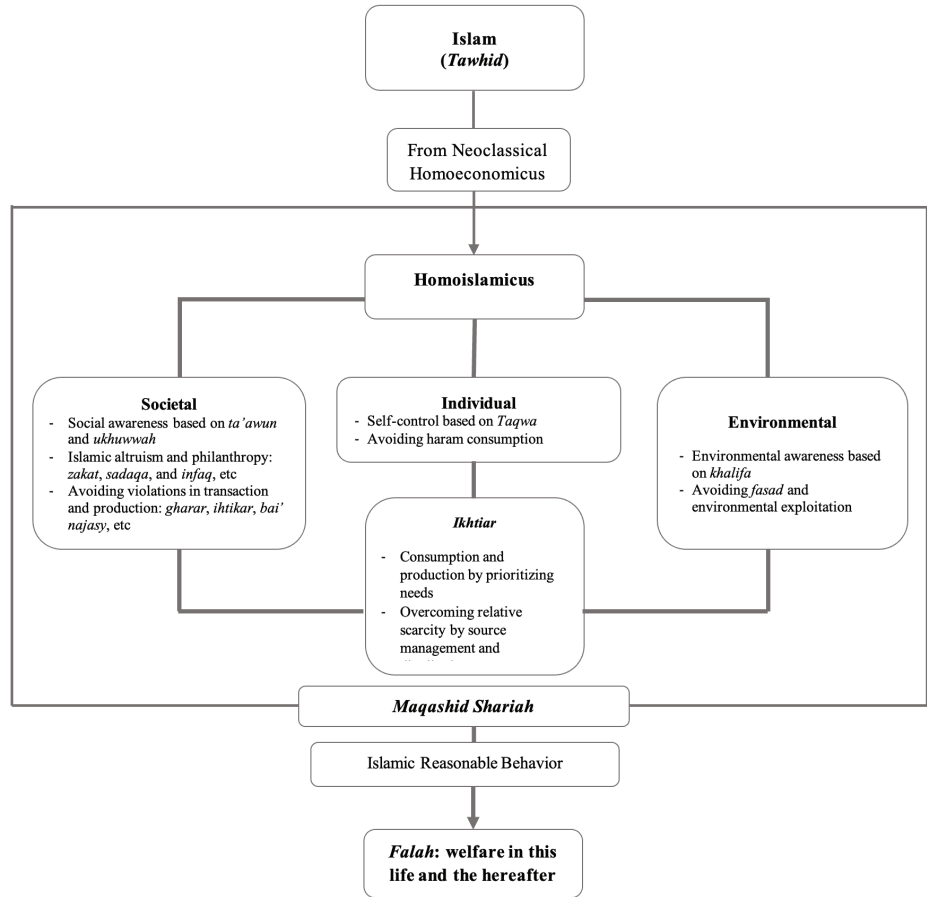 Islam
(Tawhid)
From Neoclassical
Homoeconomicus
Homoislamicus
Societal
- Social awareness based on ta’awun
and ukhuwwah
- Islamic altruism and philanthropy:
zakat, sadaqa, and infaq, etc
- Avoiding violations in transaction
and production: gharar, ihtikar, bai’
najasy, etc
Individual
- Self-control based on Taqwa
- Avoiding haram consumption
Environmental
- Environmental awareness based
on khalifa
- Avoiding fasad and
environmental exploitation
Ikhtiar
- Consumption and
production by prioritizing
needs
- Overcoming relative
scarcity by source
management and
Maqashid Shariah
Islamic Reasonable Behavior
Falah: welfare in this
life and the hereafter